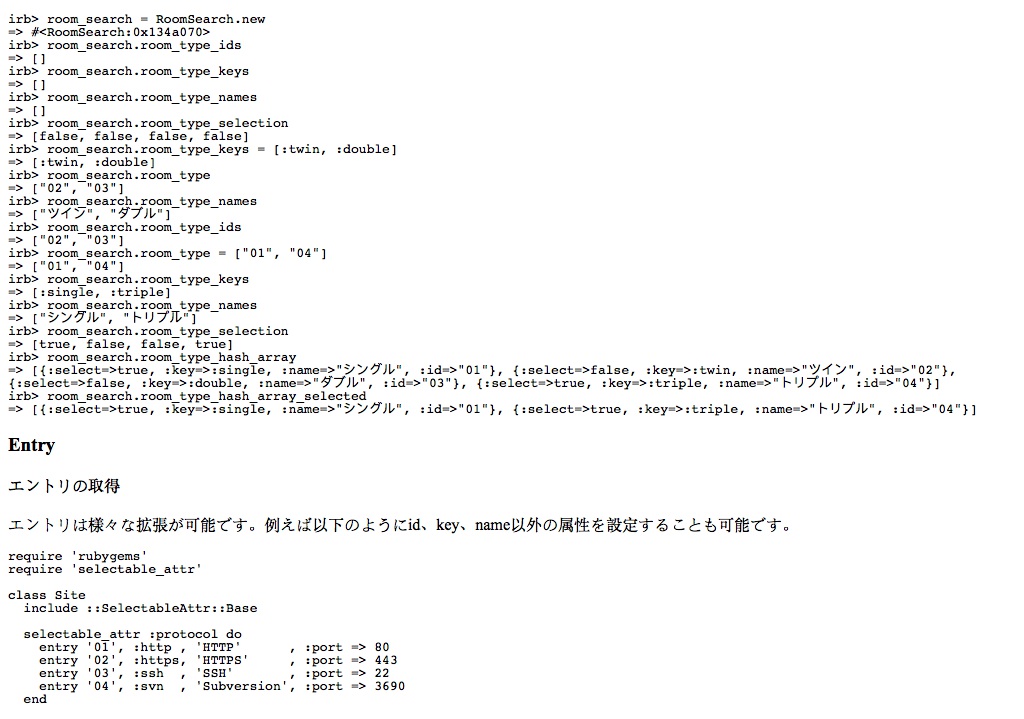 irb> room_search = RoomSearch.new
=> #<RoomSearch:0x134a070>
irb> room_search.room_type_ids
=> []
irb> room_search.room_type_keys
=> []
irb> room_search.room_type_names
=> []
irb> room_search.room_type_selection
=> [false, false, false, false]
irb> room_search.room_type_keys = [:twin, :double]
=> [:twin, :double]
irb> room_search.room_type
=> ["02", "03"]
irb> room_search.room_type_names
=> ["ツイン", "ダブル"]
irb> room_search.room_type_ids
=> ["02", "03"]
irb> room_search.room_type = ["01", "04"]
=> ["01", "04"]
irb> room_search.room_type_keys
=> [:single, :triple]
irb> room_search.room_type_names
=> ["シングル", "トリプル"]
irb> room_search.room_type_selection
=> [true, false, false, true]
irb> room_search.room_type_hash_array
=> [{:select=>true, :key=>:single, :name=>"シングル", :id=>"01"}, {:select=>false, :key=>:twin, :name=>"ツイン", :id=>"02"},
{:select=>false, :key=>:double, :name=>"ダブル", :id=>"03"}, {:select=>true, :key=>:triple, :name=>"トリプル", :id=>"04"}]
irb> room_search.room_type_hash_array_selected
=> [{:select=>true, :key=>:single, :name=>"シングル", :id=>"01"}, {:select=>true, :key=>:triple, :name=>"トリプル", :id=>"04"}]
Entry
エントリの取得
エントリは様々な拡張が可能です。例えば以下のようにid、key、name以外の属性を設定することも可能です。
require 'rubygems'
require 'selectable_attr'
class Site
  include ::SelectableAttr::Base
  selectable_attr :protocol do
    entry '01', :http , 'HTTP'      , :port => 80
    entry '02', :https, 'HTTPS'     , :port => 443
    entry '03', :ssh  , 'SSH'       , :port => 22
    entry '04', :svn  , 'Subversion', :port => 3690
  end